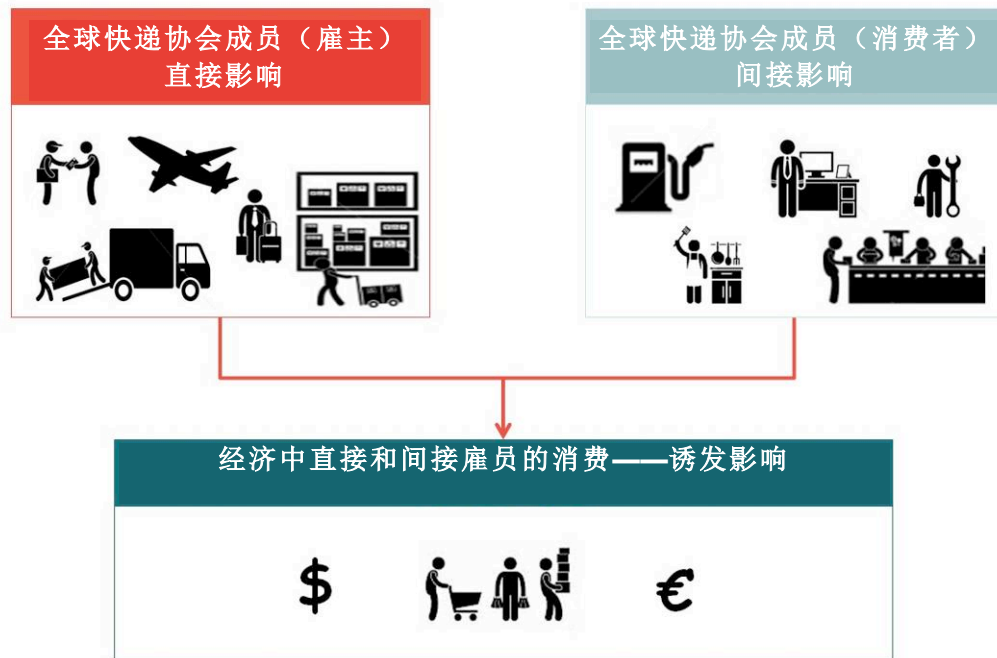 全球快递协会成员（雇主）
直接影响
全球快递协会成员（消费者）
间接影响
经济中直接和间接雇员的消费——诱发影响
$
€